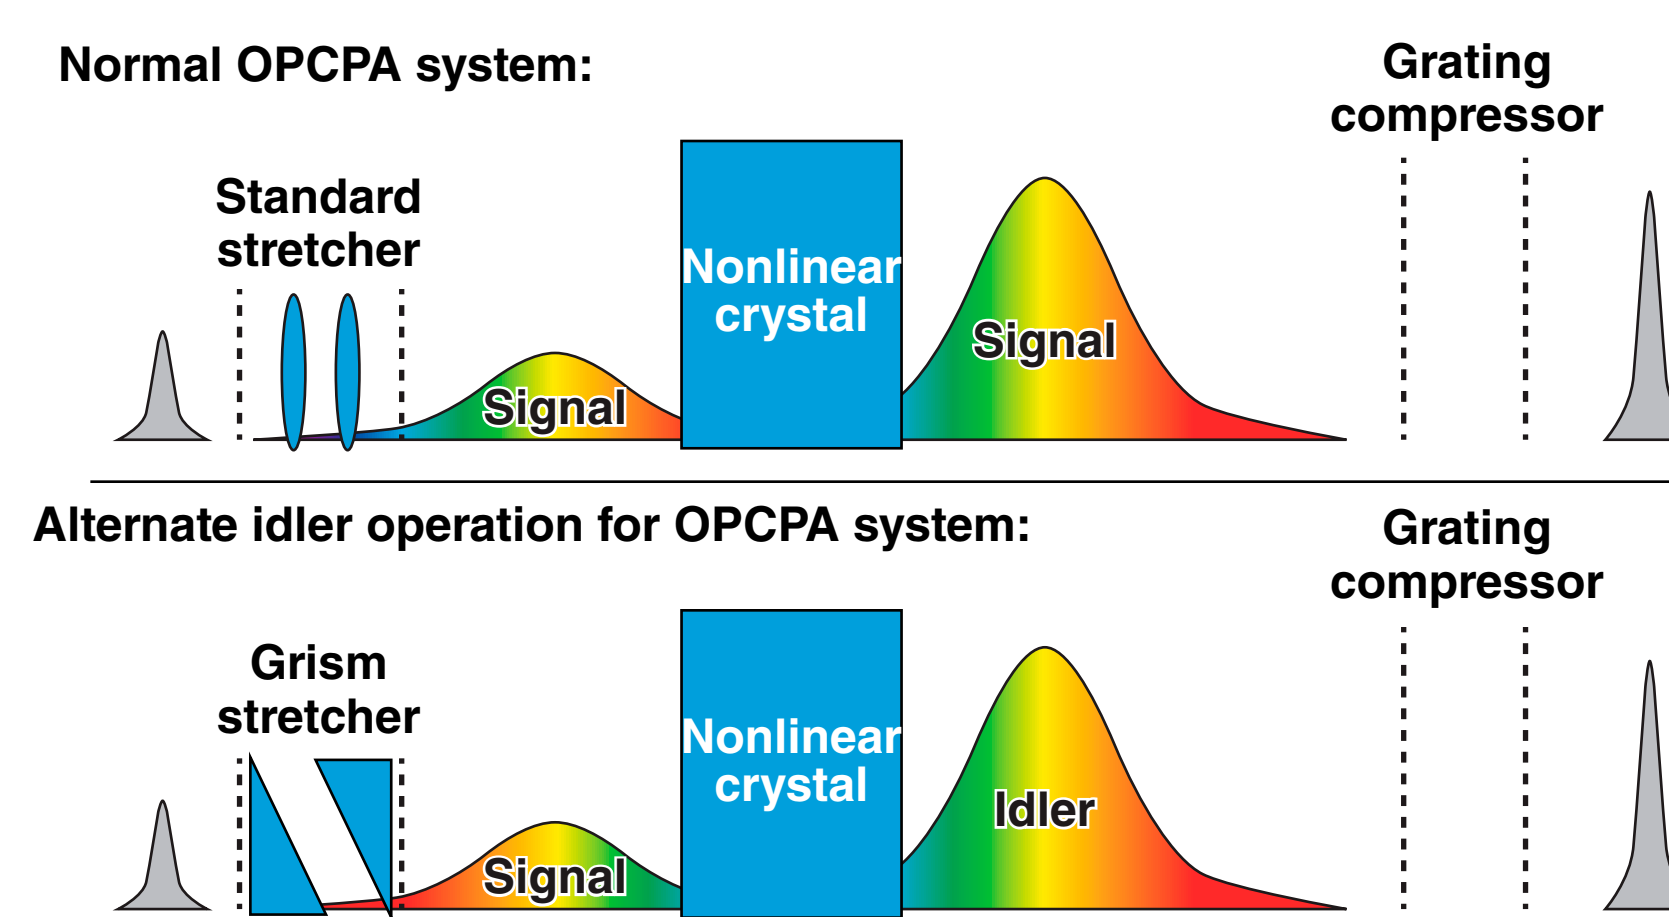 Normal OPCPA system:
Grating
compressor
Standard
stretcher
Nonlinear
crystal
Signal
Signal
Alternate idler operation for OPCPA system:
Grating
compressor
Grism
stretcher
Nonlinear
crystal
Idler
Signal